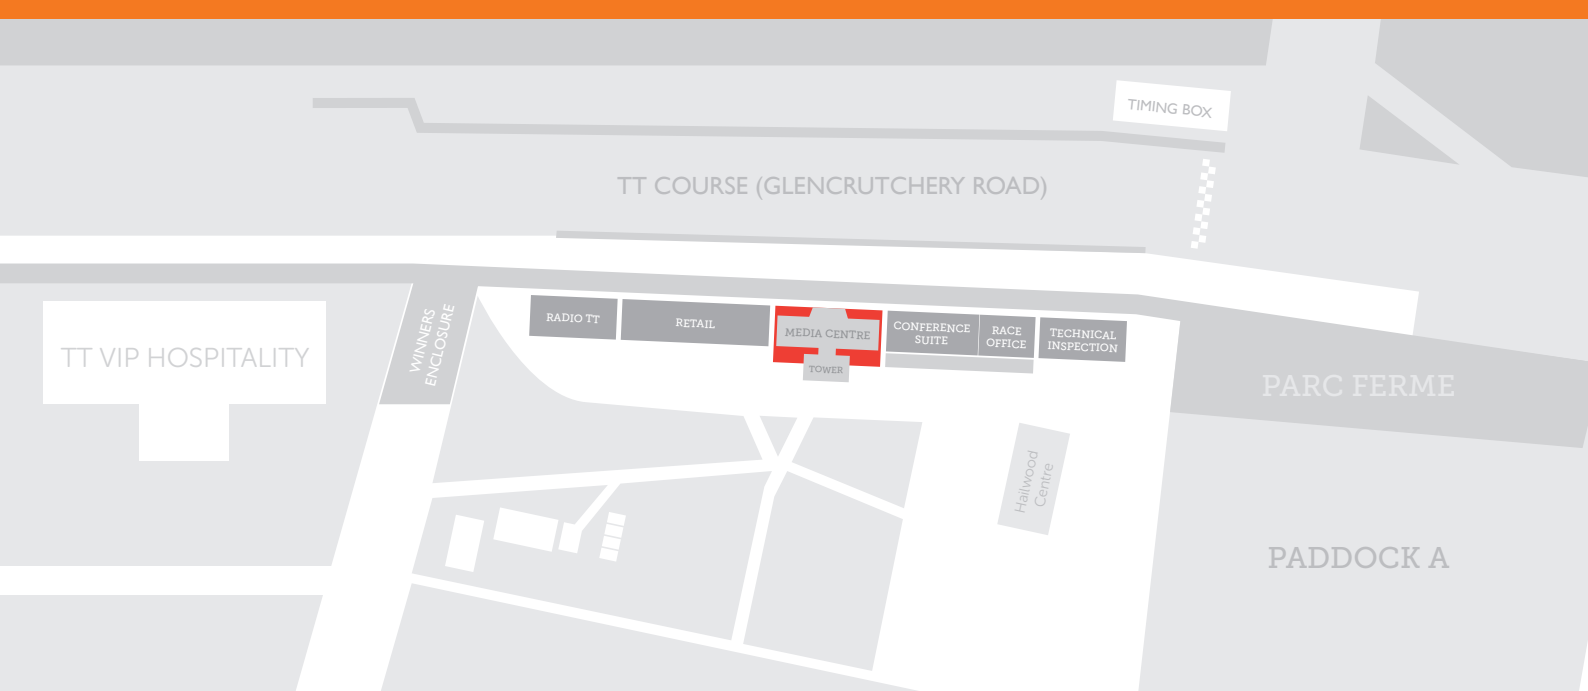 TIMING BOX
TT COURSE (GLENCRUTCHERY ROAD)
WINNERS
ENCLOSURE
TT VIP HOSPITALITY
RADIO TT
RETAIL
MEDIA CENTRE
TOWER
CONFERENCE
SUITE
RACE
OFFICE
TECHNICAL
INSPECTION
PARC FERME
Hailwood
Centre
PADDOCK A